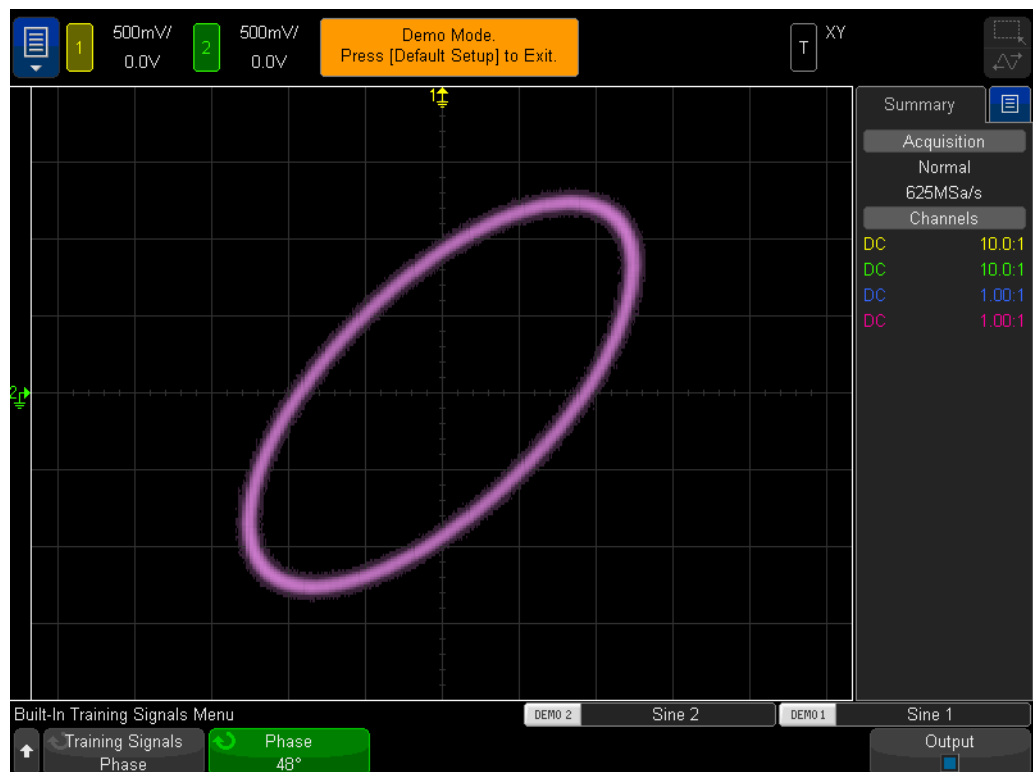 1 500mV/ 2 500mV/
0.0V 0.0V
Demo Mode.
Press [Default Setup] to Exit.
T XY
1
2
Summary
Acquisition
Normal
625MSa/s
Channels
DC 10.0:1
DC 10.0:1
DC 1.00:1
DC 1.00:1
Built-In Training Signals Menu
DEMO 2 Sine 2
DEMO 1 Sine 1
Training Signals
Phase
Phase
48°
Output